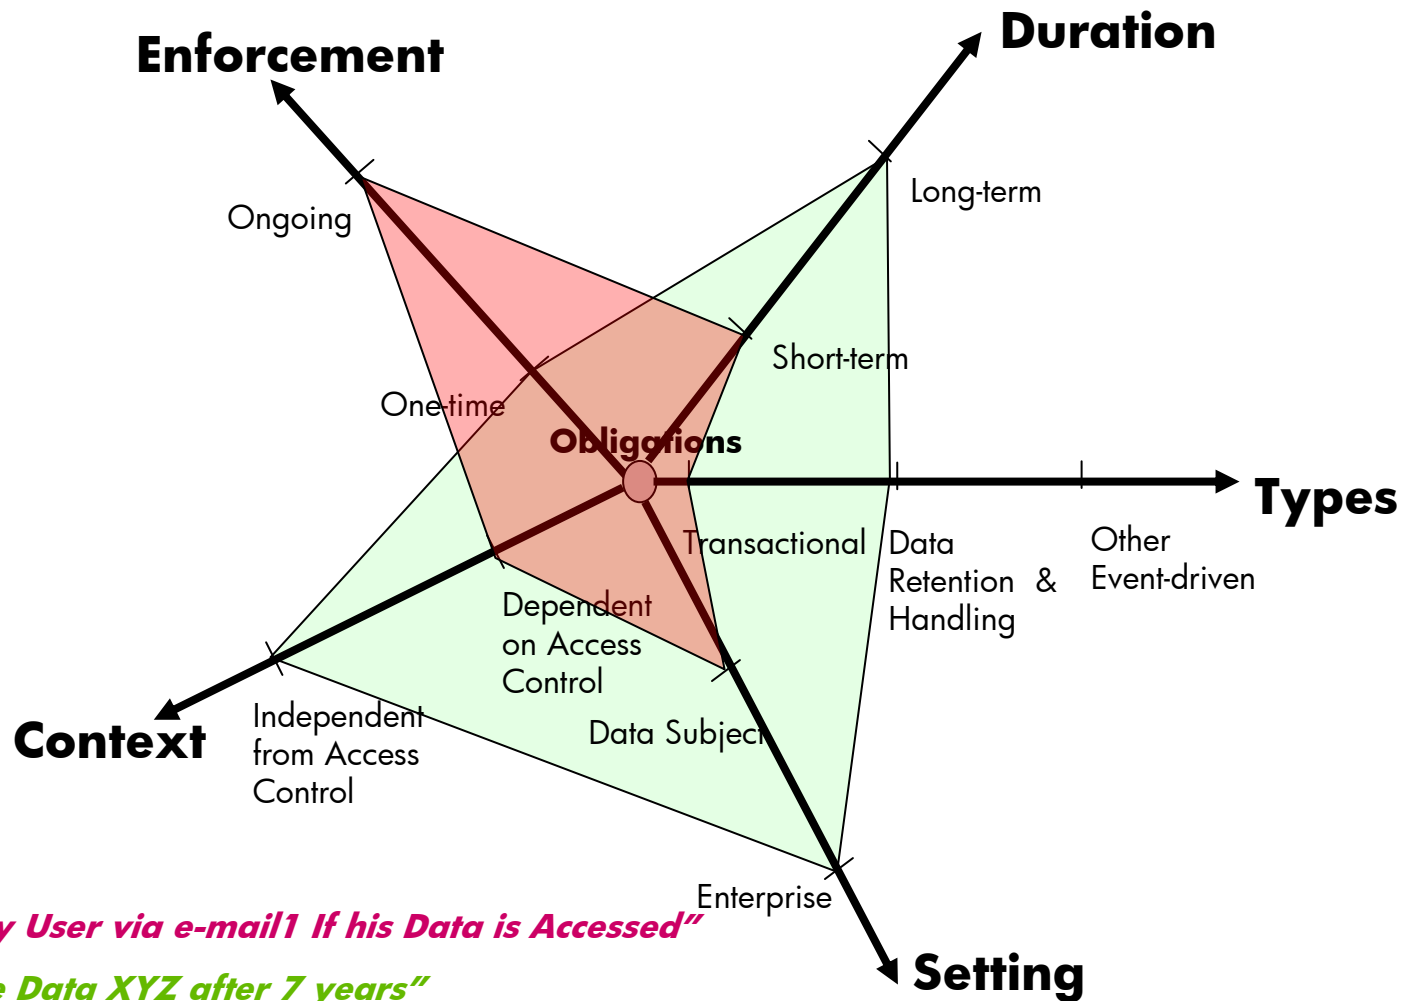 Duration
Enforcement
Long-term
Ongoing
Short-term
One-time
Obligations
Types
Transactional
Data
Retention &
Handling
Other
Event-driven
Dependent
on Access
Control
Data Subject
Independent
from Access
Control
Context
Enterprise
y User via e-mail1 If his Data is Accessed”
Setting
e Data XYZ after 7 years”